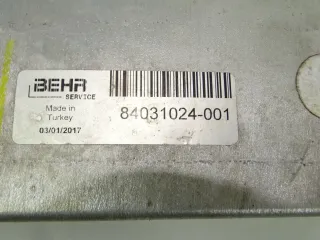 BEHR
SERVICE
Made in
Turkey
84031024-001
03/01/2017